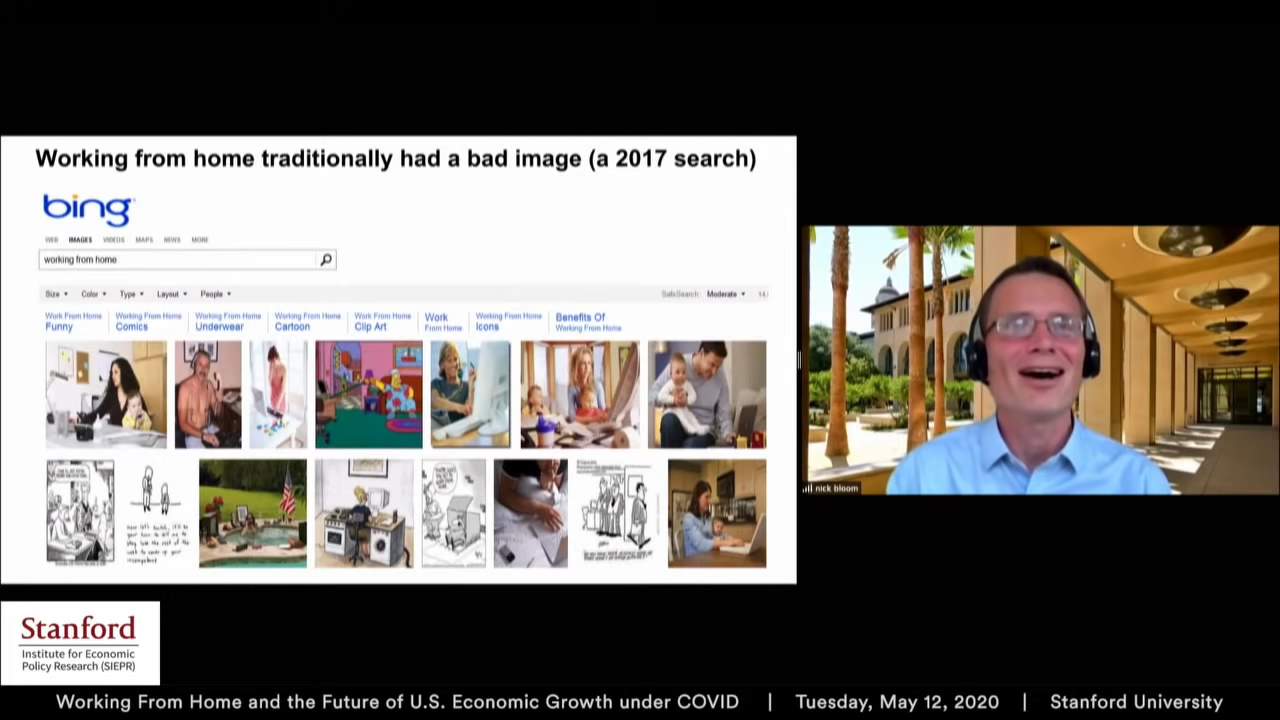 Working from home traditionally had a bad image (a 2017 search)
bing
WEB IMAGES VIDEOS MAPS NEWS MORE
working from home
Size Color Type Layout People SafeSearch: Moderate
Work From Home Funny
Working From Home Comics
Working From Home Underwear
Working From Home Cartoon
Work From Home Clip Art
Work From Home
Working From Home Icons
Benefits Of Working From Home
nick bloom
Stanford
Institute for Economic
Policy Research (SIEPR)
Working From Home and the Future of U.S. Economic Growth under COVID | Tuesday, May 12, 2020 | Stanford University